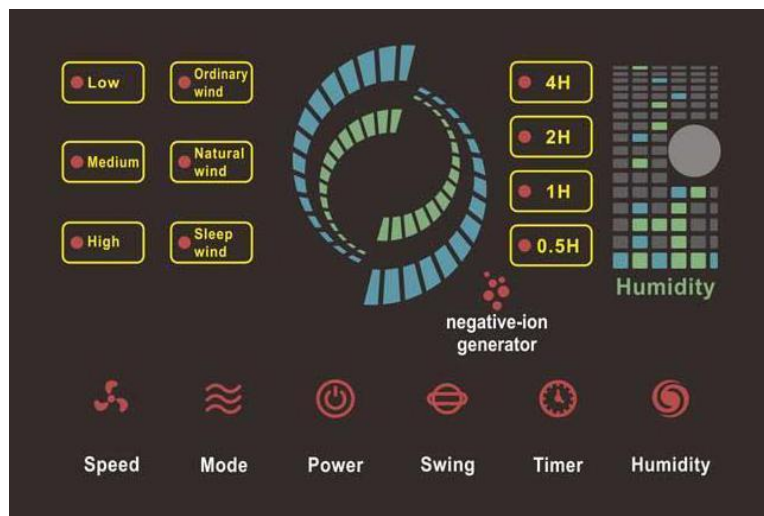 Low
Ordinary
wind
4H
Medium
Natural
wind
2H
1H
High
Sleep
wind
0.5H
Humidity
negative-ion
generator
Speed
Mode
Power
Swing
Timer
Humidity